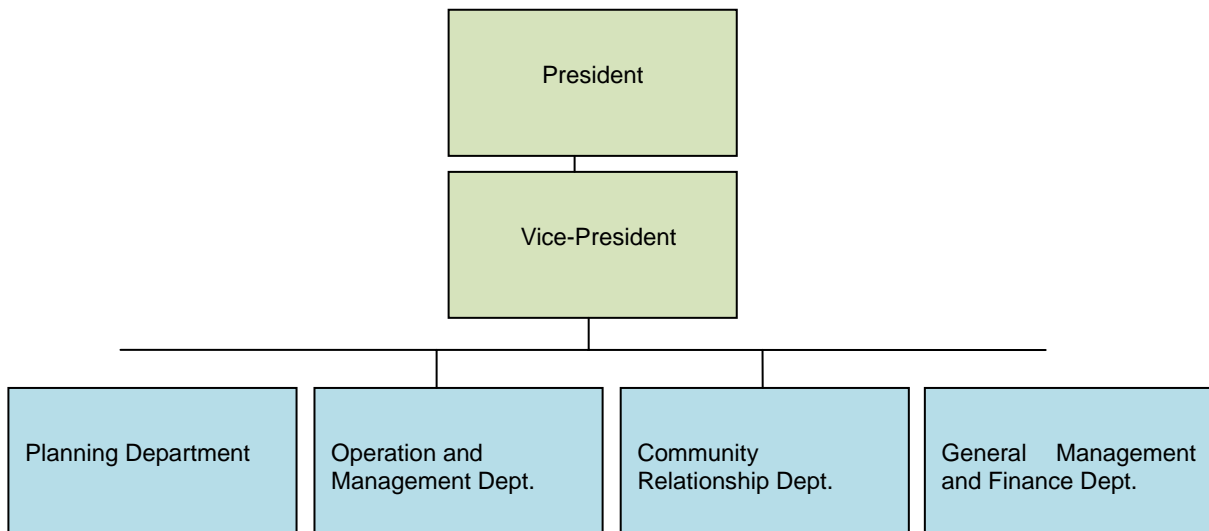 President
Vice-President
Planning Department
Operation and
Management Dept.
Community
Relationship Dept.
General Management
and Finance Dept.